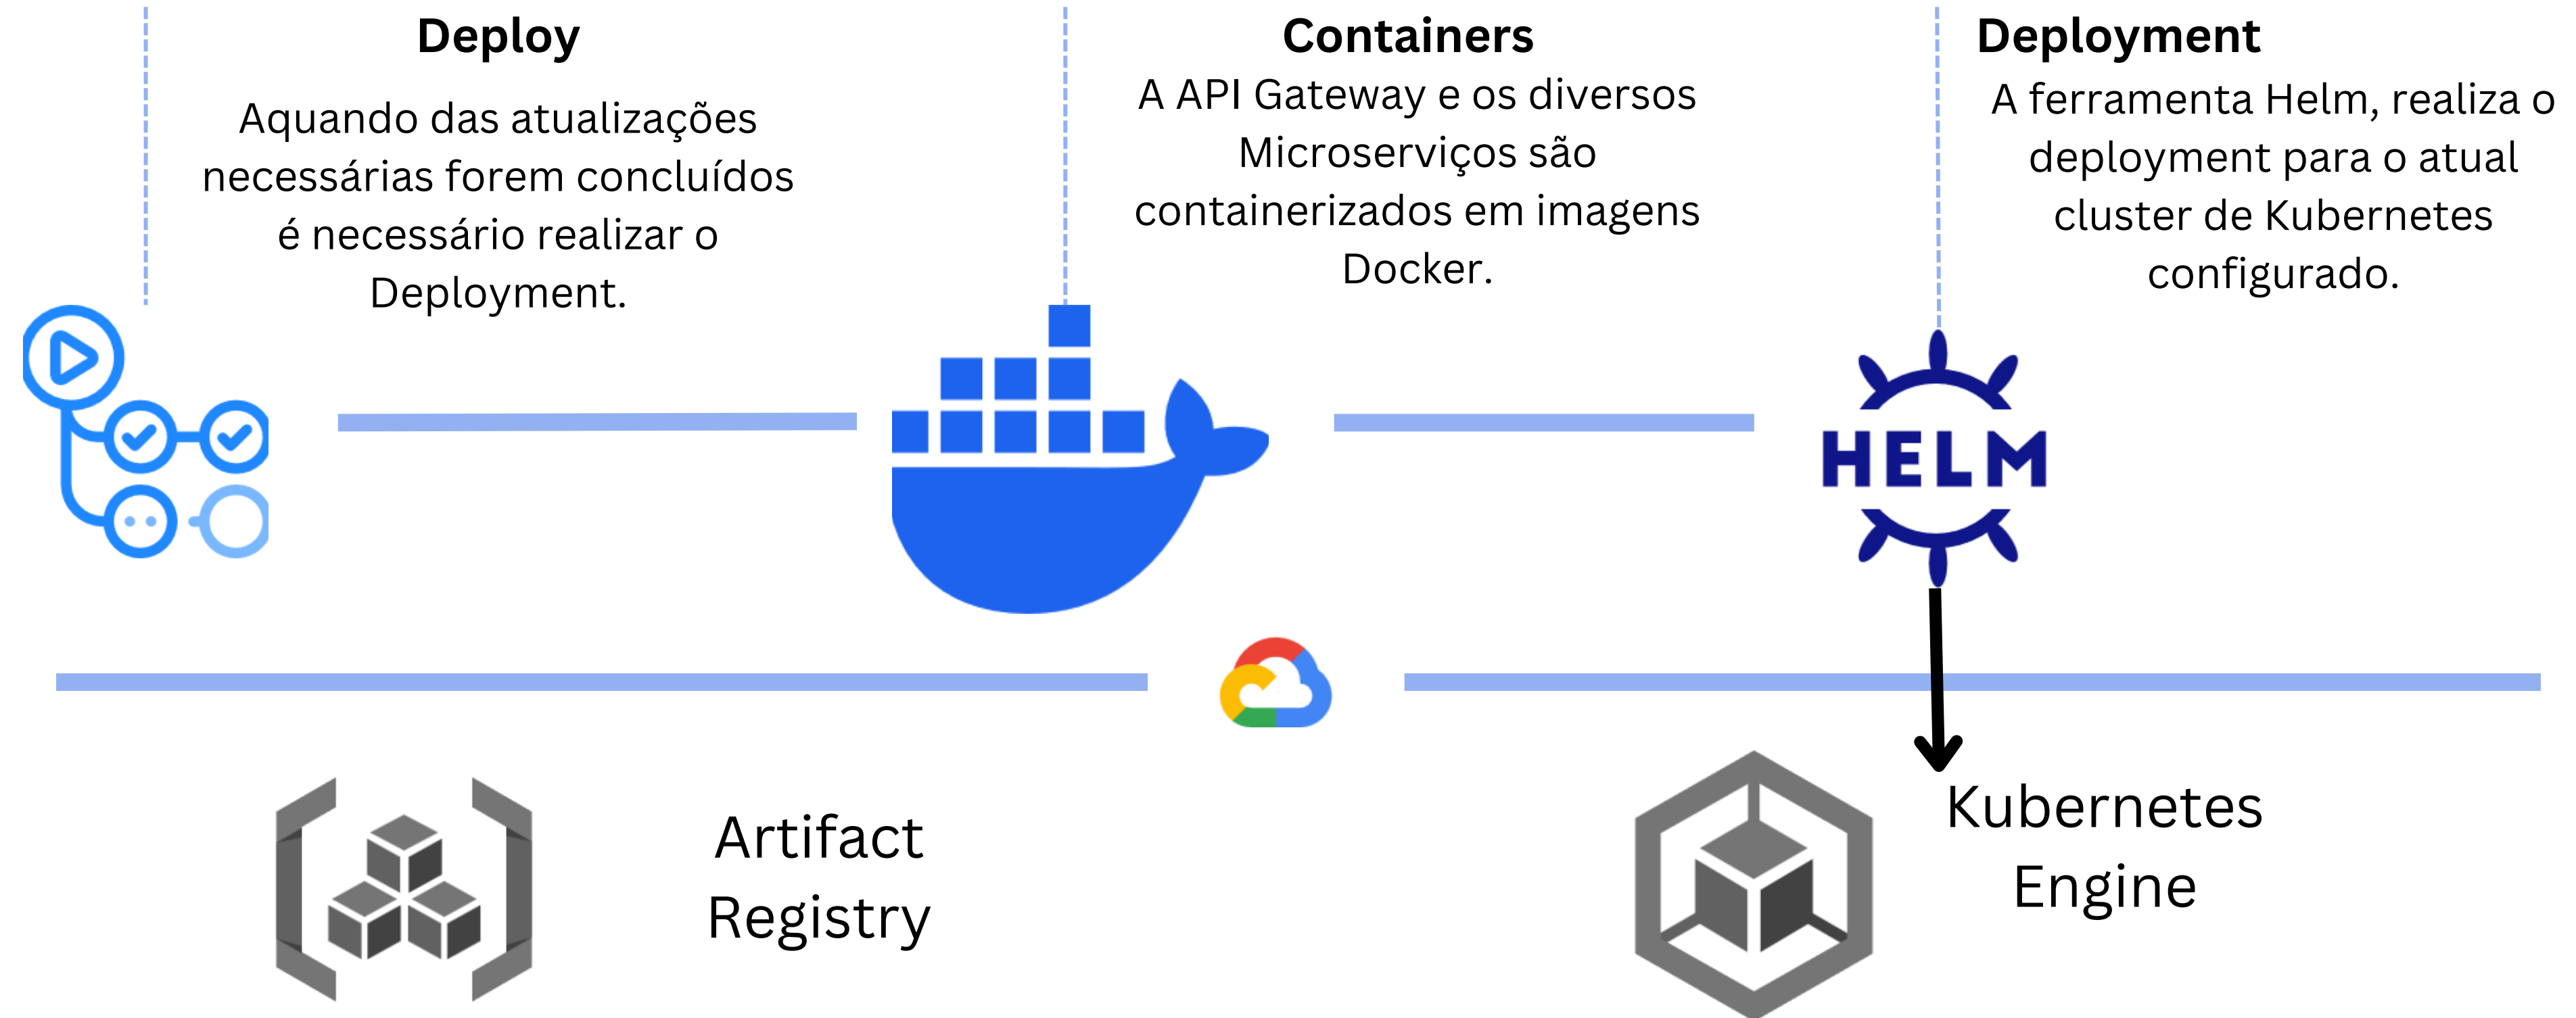 Deploy
Aquando das atualizações
necessárias forem concluídos
é necessário realizar o
Deployment.
Containers
A API Gateway e os diversos
Microserviços são
containerizados em imagens
Docker.
Deployment
A ferramenta Helm, realiza o
deployment para o atual
cluster de Kubernetes
configurado.
HELM
Artifact
Registry
Kubernetes
Engine